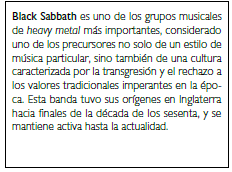 Black Sabbath es uno de los grupos musicales
de heavy metal más importantes, considerado
uno de los precursores no solo de un estilo de
música particular, sino también de una cultura
caracterizada por la transgresión y el rechazo a
los valores tradicionales imperantes en la épo-
ca. Esta banda tuvo sus orígenes en Inglaterra
hacia finales de la década de los sesenta, y se
mantiene activa hasta la actualidad.